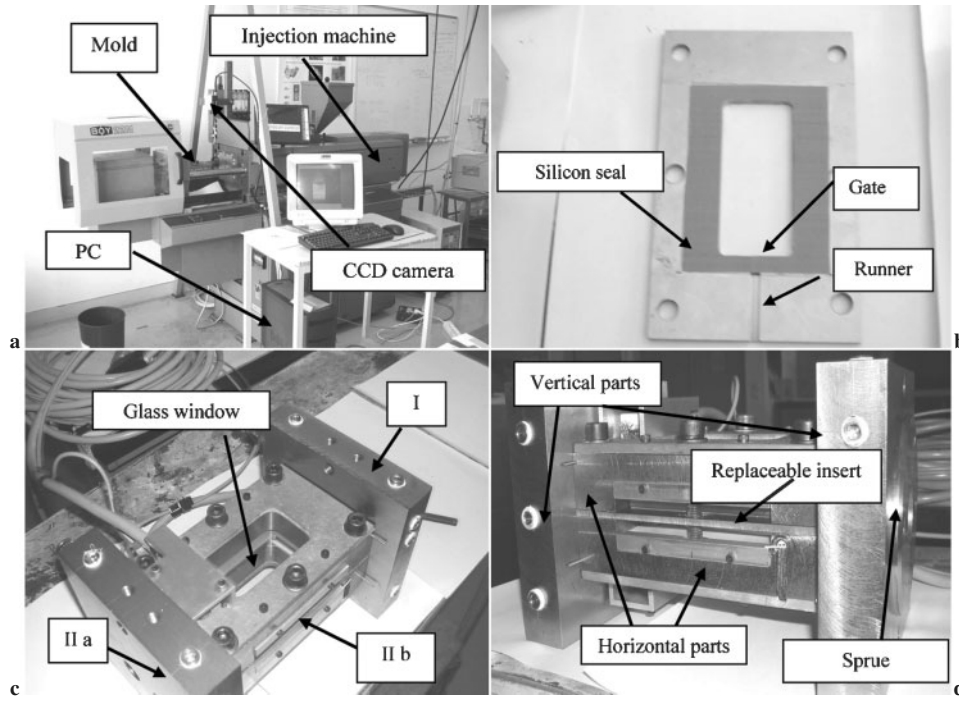 Mold
Injection machine
BOY
PC
CCD camera
a
Silicon seal
Gate
Runner
b
Glass window
I
II a
II b
c
Vertical parts
Replaceable insert
Horizontal parts
Sprue
d